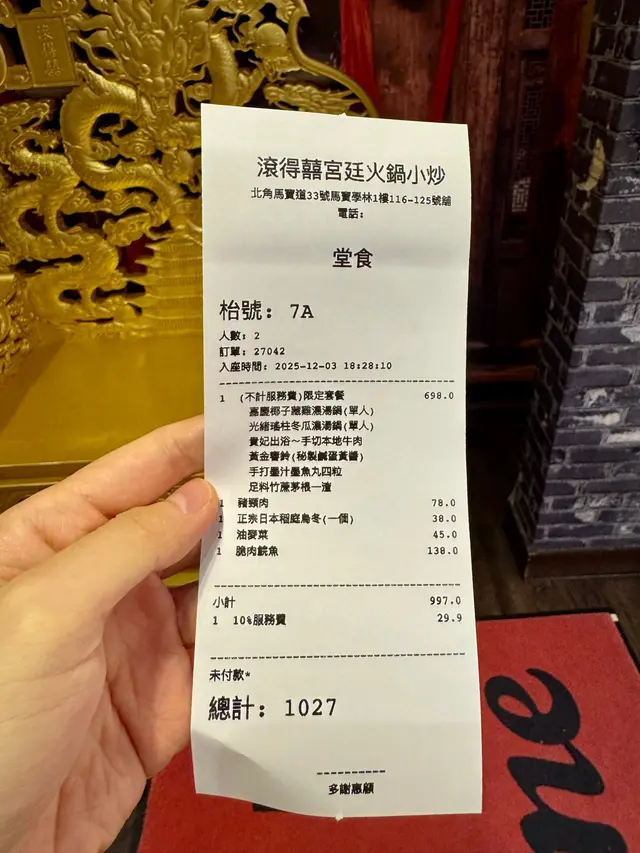 滾得囍
滾得囍宮廷火鍋小炒
北角馬寶道33號馬寶學林1樓116-125號舖
電話:
堂食
枱號: 7A
人數: 2
訂單: 27042
入座時間: 2025-12-03 18:28:10
1 (不計服務費)限定套餐 698.0
嘉慶椰子藏雞濃湯鍋(單人)
光緒瑤柱冬瓜濃湯鍋(單人)
貴妃出浴~手切本地牛肉
黃金響鈴(秘製鹹蛋黃醬)
手打墨汁墨魚丸四粒
足料竹蔗茅根一渣
1 豬頸肉 78.0
1 正宗日本稻庭烏冬(一個) 38.0
1 油麥菜 45.0
1 脆肉鯇魚 138.0
小計 997.0
1 10%服務費 29.9
未付款*
總計: 1027
多謝惠顧